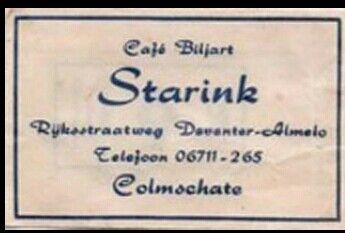 Café Biljart
Starink
Rijksstraatweg Deventer-Almelo
Telefoon 06711-265
Colmschate